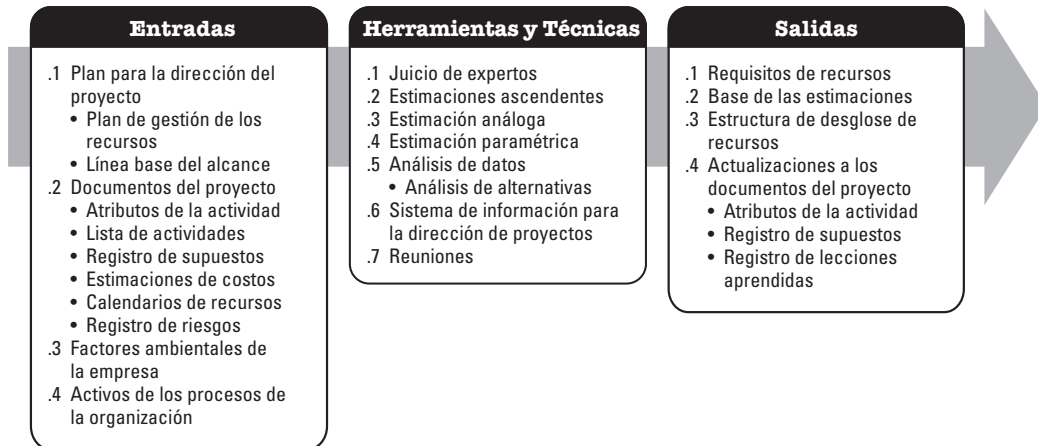 Entradas
.1 Plan para la dirección del
proyecto
• Plan de gestión de los
recursos
• Línea base del alcance
.2 Documentos del proyecto
• Atributos de la actividad
• Lista de actividades
• Registro de supuestos
• Estimaciones de costos
• Calendarios de recursos
• Registro de riesgos
.3 Factores ambientales de
la empresa
.4 Activos de los procesos de
la organización
Herramientas y Técnicas
.1 Juicio de expertos
.2 Estimaciones ascendentes
.3 Estimación análoga
.4 Estimación paramétrica
.5 Análisis de datos
• Análisis de alternativas
.6 Sistema de información para
la dirección de proyectos
.7 Reuniones
Salidas
.1 Requisitos de recursos
.2 Base de las estimaciones
.3 Estructura de desglose de
recursos
.4 Actualizaciones a los
documentos del proyecto
• Atributos de la actividad
• Registro de supuestos
• Registro de lecciones
aprendidas